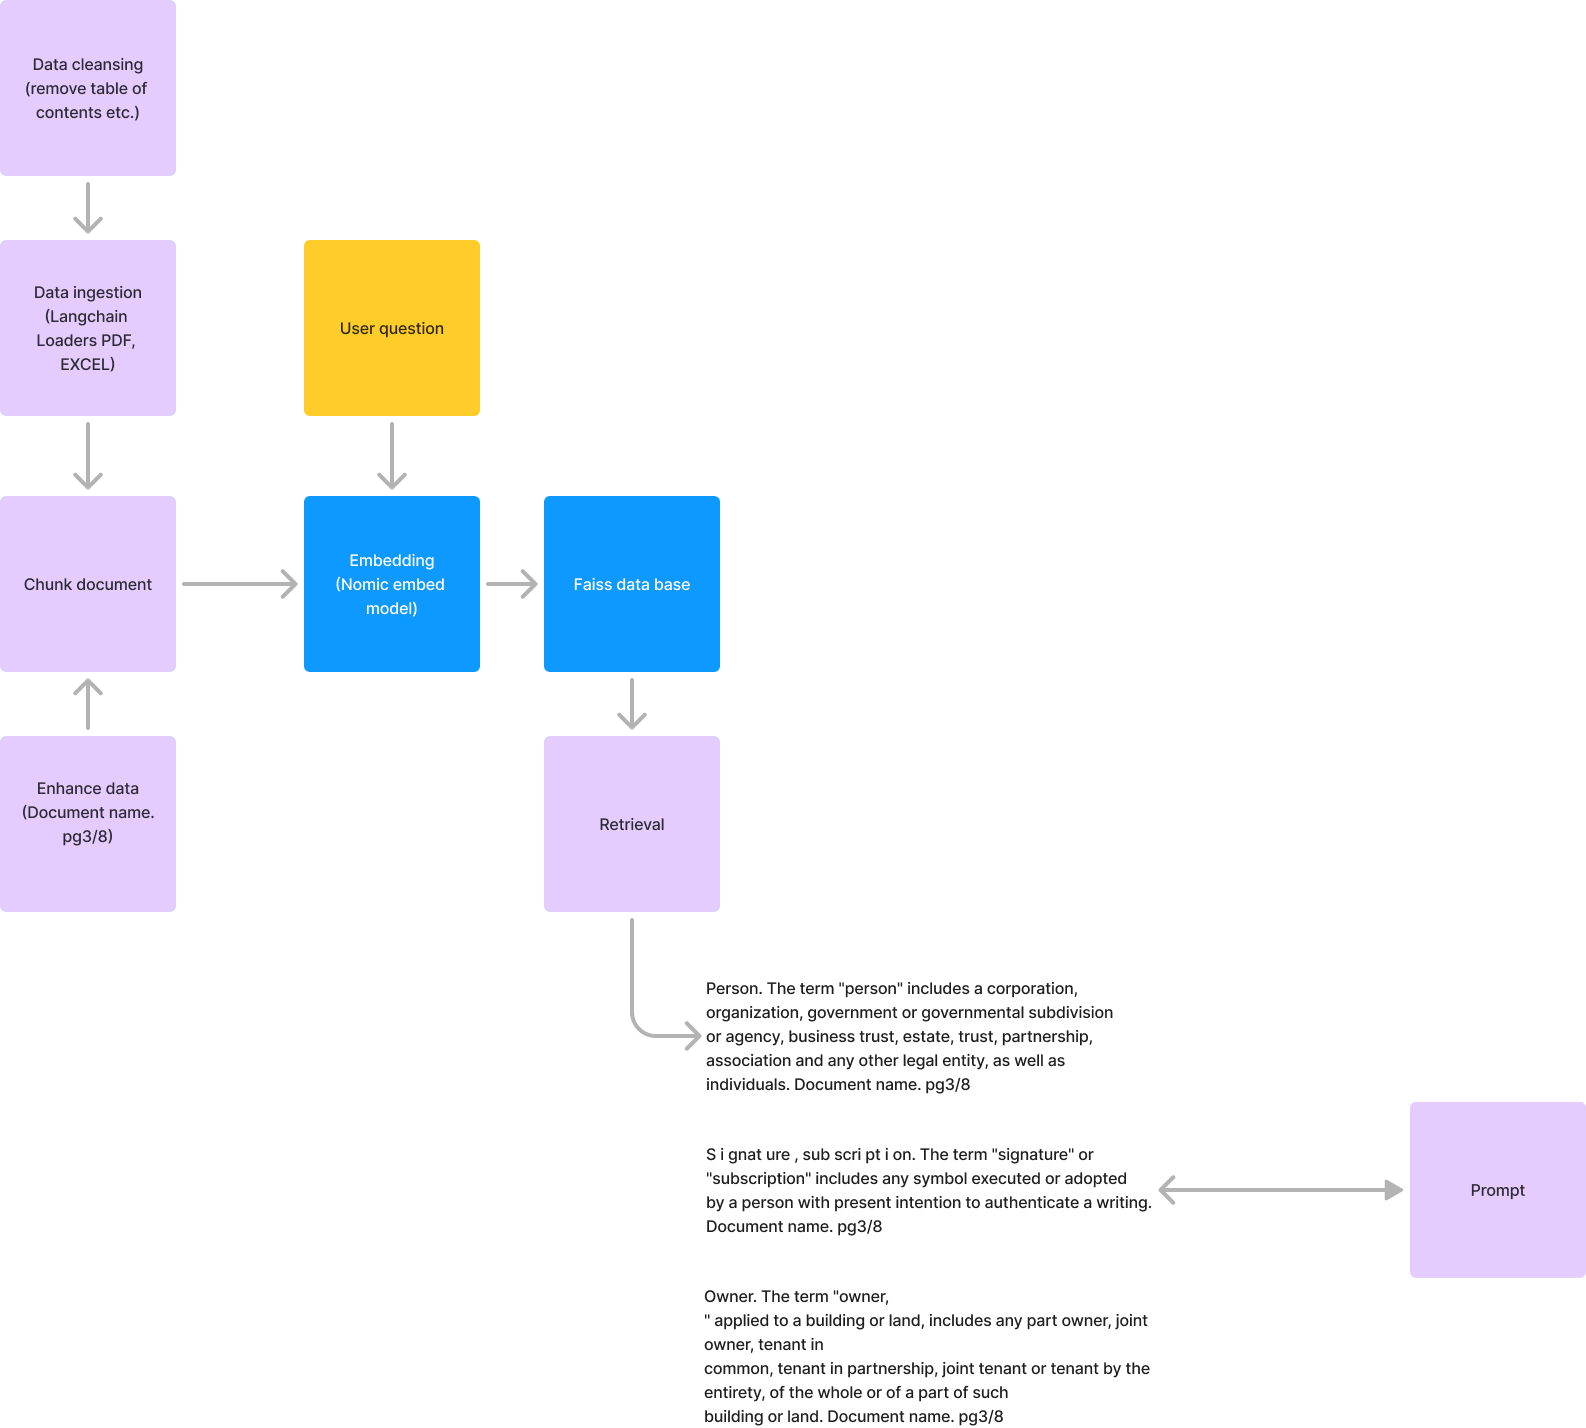 Data cleansing
(remove table of
contents etc.)
Data ingestion
(Langchain
Loaders PDF,
EXCEL)
User question
Chunk document
Embedding
(Nomic embed
model)
Faiss data base
Enhance data
(Document name.
pg3/8)
Retrieval
Person. The term "person" includes a corporation,
organization, government or governmental subdivision
or agency, business trust, estate, trust, partnership,
association and any other legal entity, as well as
individuals. Document name. pg3/8
S i gnat ure , sub scri pt i on. The term "signature" or
"subscription" includes any symbol executed or adopted
by a person with present intention to authenticate a writing.
Document name. pg3/8
Prompt
Owner. The term "owner,
" applied to a building or land, includes any part owner, joint
owner, tenant in
common, tenant in partnership, joint tenant or tenant by the
entirety, of the whole or of a part of such
building or land. Document name. pg3/8